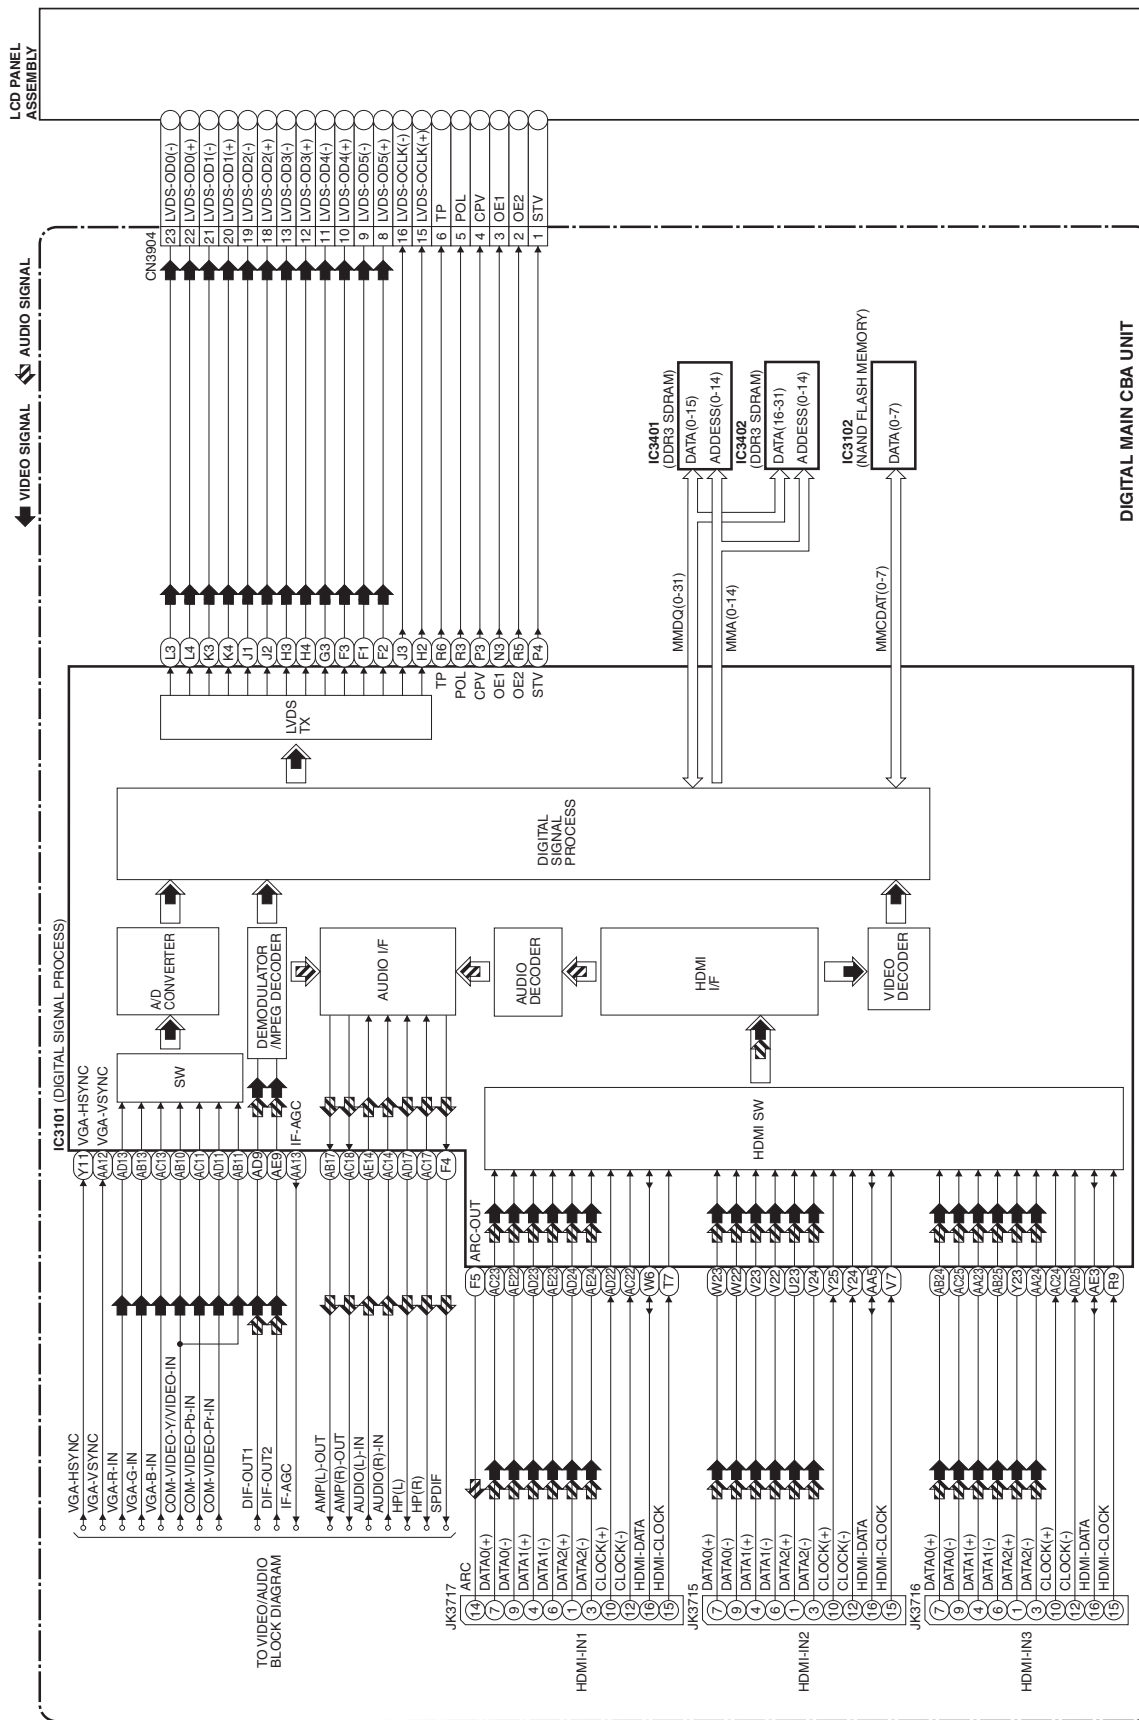 LCD PANEL
ASSEMBLY
VIDEO SIGNAL
AUDIO SIGNAL
CN3904
23 LVDS-OD0(-)
22 LVDS-OD0(+)
21 LVDS-OD1(-)
20 LVDS-OD1(+)
19 LVDS-OD2(-)
18 LVDS-OD2(+)
13 LVDS-OD3(-)
12 LVDS-OD3(+)
11 LVDS-OD4(-)
10 LVDS-OD4(+)
9 LVDS-OD5(-)
8 LVDS-OD5(+)
16 LVDS-OCLK(-)
15 LVDS-OCLK(+)
6 TP
5 POL
4 CPV
3 OE1
2 OE2
1 STV
IC3401
(DDR3 SDRAM)
DATA(0-15)
ADDESS(0-14)
IC3402
(DDR3 SDRAM)
DATA(16-31)
ADDESS(0-14)
IC3102
(NAND FLASH MEMORY)
DATA(0-7)
DIGITAL MAIN CBA UNIT
MMDQ(0-31)
MMA(0-14)
MMCDAT(0-7)
L3
L4
K3
K4
J1
J2
H3
H4
G3
F3
F1
F2
J3
H2
TP R6
POL R3
CPV P3
OE1 N3
OE2 R5
STV P4
LVDS
TX
DIGITAL
SIGNAL
PROCESS
IC3101 (DIGITAL SIGNAL PROCESS)
A/D
CONVERTER
DEMODULATOR
/MPEG DECODER
AUDIO I/F
AUDIO
DECODER
HDMI
I/F
VIDEO
DECODER
SW
HDMI SW
VGA-HSYNC
VGA-VSYNC
IF-AGC
ARC-OUT
Y11
AA12
AD13
AB13
AC13
AB10
AC11
AD11
AB11
AD9
AE9
AA13
AB17
AC18
AE14
AC14
AD17
AC17
F4
F5
AC23
AE22
AD23
AE23
AD24
AE24
AD22
AC22
W6
T7
W23
W22
V23
V22
U23
V24
Y25
Y24
AA5
V7
AB24
AC25
AA23
AB25
Y23
AA24
AC24
AD25
AE3
R9
VGA-HSYNC
VGA-VSYNC
VGA-R-IN
VGA-G-IN
VGA-B-IN
COM-VIDEO-Y/VIDEO-IN
COM-VIDEO-Pb-IN
COM-VIDEO-Pr-IN
DIF-OUT1
DIF-OUT2
IF-AGC
AMP(L)-OUT
AMP(R)-OUT
AUDIO(L)-IN
AUDIO(R)-IN
HP(L)
HP(R)
SPDIF
TO VIDEO/AUDIO
BLOCK DIAGRAM
JK3717
14 ARC
7 DATA0(+)
9 DATA0(-)
4 DATA1(+)
6 DATA1(-)
1 DATA2(+)
3 DATA2(-)
10 CLOCK(+)
12 CLOCK(-)
16 HDMI-DATA
15 HDMI-CLOCK
HDMI-IN1
JK3715
7 DATA0(+)
9 DATA0(-)
4 DATA1(+)
6 DATA1(-)
1 DATA2(+)
3 DATA2(-)
10 CLOCK(+)
12 CLOCK(-)
16 HDMI-DATA
15 HDMI-CLOCK
HDMI-IN2
JK3716
7 DATA0(+)
9 DATA0(-)
4 DATA1(+)
6 DATA1(-)
1 DATA2(+)
3 DATA2(-)
10 CLOCK(+)
12 CLOCK(-)
16 HDMI-DATA
15 HDMI-CLOCK
HDMI-IN3